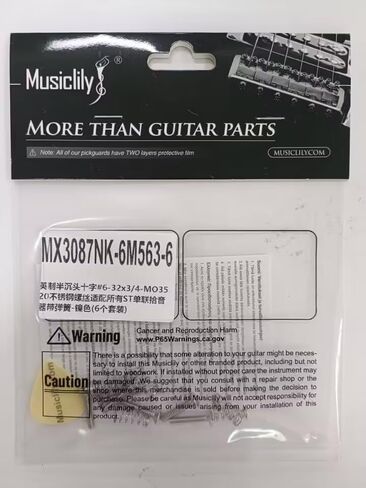 Musiclily®
MORE THAN GUITAR PARTS
Note: All of our pickguards have TWO layers protective film
MUSICLILY.COM
MX3087NK-6M563-6
英制半沉头十字#6-32x3/4-MO35
20不锈钢螺丝适配所有ST单联拾音
器带弹簧-镍色(6个套装)
Warning
Cancer and Reproduction Harm.
www.P65Warnings.ca.gov
Caution
There is a possibility that some alteration to your guitar might be neces-
sary to install this Musiclily or other branded product, including but not
limited to woodwork. If installed without proper care the instrument may
be damaged. We suggest that you consult with a repair shop or the
shop where this merchandise is sold before making the decision to
purchase. Please be careful as Musiclily will not accept responsibility for
any damage caused or issues arising from your installation of this
product.
Musiclily